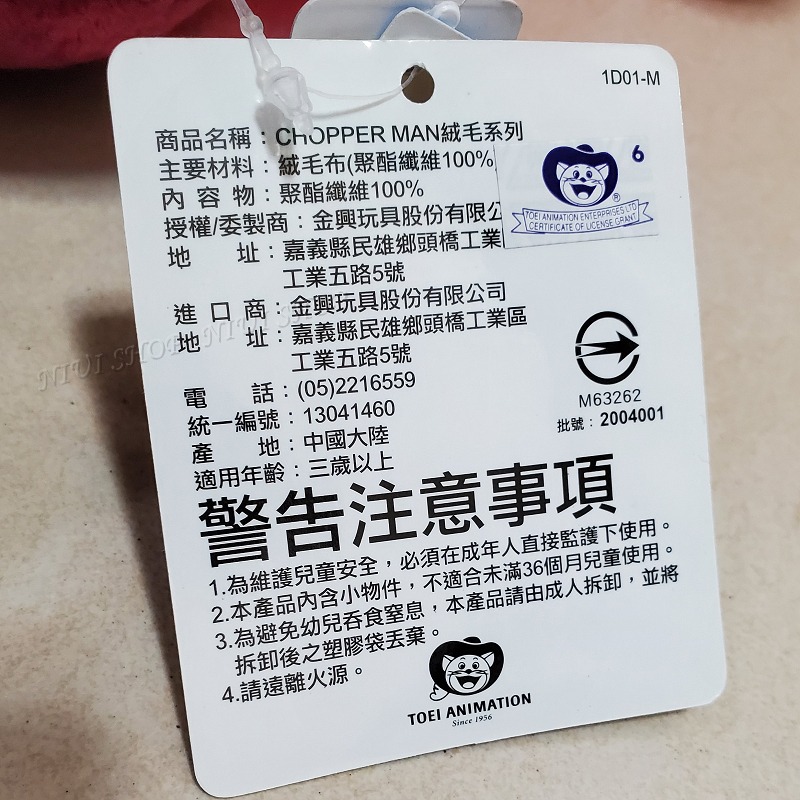 1D01-M
商品名稱：CHOPPER MAN絨毛系列
主要材料：絨毛布(聚酯纖維100%
內容物：聚酯纖維100%
授權/委製商：金興玩具股份有限公
地　　址：嘉義縣民雄鄉頭橋工業
工業五路5號
進口商：金興玩具股份有限公司
地　　址：嘉義縣民雄鄉頭橋工業區
工業五路5號
電　　話：(05)2216559
統一編號：13041460
產　　地：中國大陸
適用年齡：三歲以上
6
®
TOEI ANIMATION ENTERPRISES LTD
CERTIFICATE OF LICENSE GRANT
M63262
批號：2004001
警告注意事項
1.為維護兒童安全，必須在成年人直接監護下使用。
2.本產品內含小物件，不適合未滿36個月兒童使用。
3.為避免幼兒吞食窒息，本產品請由成人拆卸，並將
拆卸後之塑膠袋丟棄。
4.請遠離火源。
TOEI ANIMATION
Since 1956
NIUI SHOP NIUI SHOP